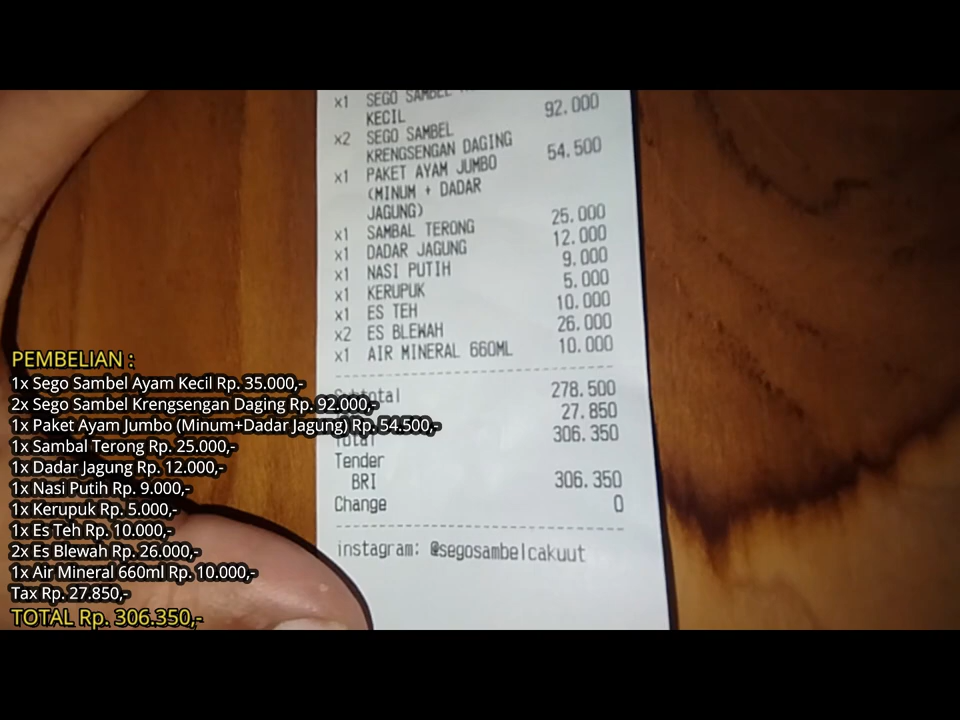 x1 SEGO SAMBEL
KECIL 92.000
x2 SEGO SAMBEL
KRENGSENGAN DAGING 54.500
x1 PAKET AYAM JUMBO
(MINUM + DADAR
JAGUNG) 25.000
x1 SAMBAL TERONG 12.000
x1 DADAR JAGUNG 9.000
x1 NASI PUTIH 5.000
x1 KERUPUK 10.000
x1 ES TEH 26.000
x2 ES BLEWAH 10.000
x1 AIR MINERAL 660ML
Subtotal 278.500
27.850
Total 306.350
Tender
BRI 306.350
Change 0
instagram: @segosambelcakuut
PEMBELIAN :
1x Sego Sambel Ayam Kecil Rp. 35.000,-
2x Sego Sambel Krengsengan Daging Rp. 92.000,-
1x Paket Ayam Jumbo (Minum+Dadar Jagung) Rp. 54.500,-
1x Sambal Terong Rp. 25.000,-
1x Dadar Jagung Rp. 12.000,-
1x Nasi Putih Rp. 9.000,-
1x Kerupuk Rp. 5.000,-
1x Es Teh Rp. 10.000,-
2x Es Blewah Rp. 26.000,-
1x Air Mineral 660ml Rp. 10.000,-
Tax Rp. 27.850,-
TOTAL Rp. 306.350,-